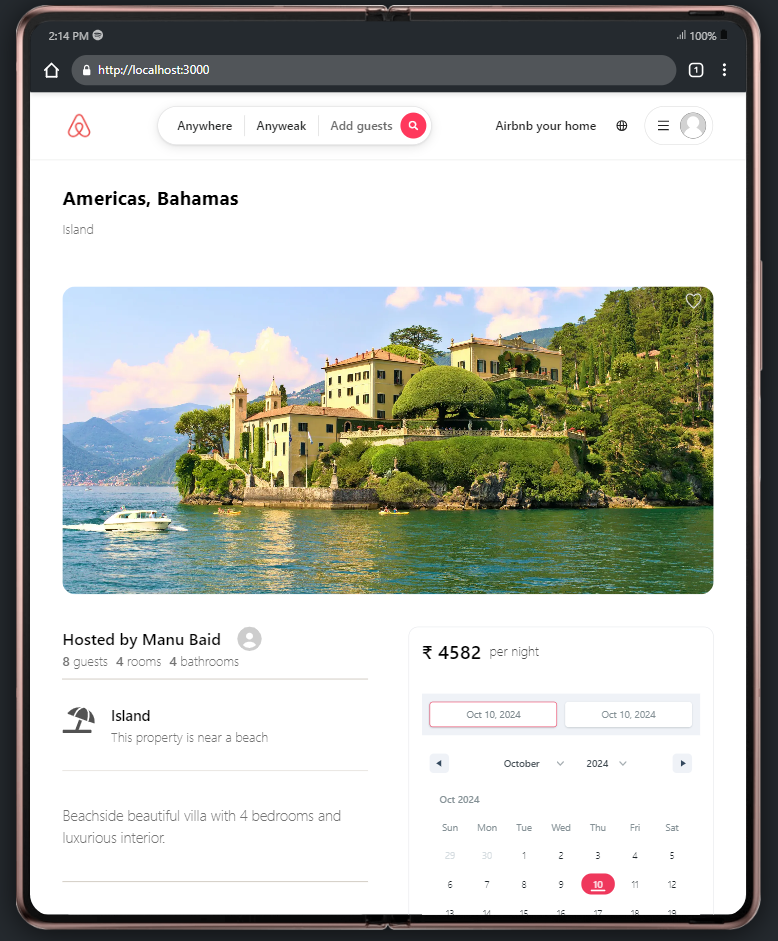 2:14 PM 100%
http://localhost:3000 1
Anywhere Anyweak Add guests Airbnb your home
Americas, Bahamas
Island
Hosted by Manu Baid
8 guests 4 rooms 4 bathrooms
Island
This property is near a beach
Beachside beautiful villa with 4 bedrooms and
luxurious interior.
₹ 4582 per night
Oct 10, 2024 Oct 10, 2024
October 2024
Oct 2024
Sun Mon Tue Wed Thu Fri Sat
29 30 1 2 3 4 5
6 7 8 9 10 11 12
13 14 15 16 17 18 19